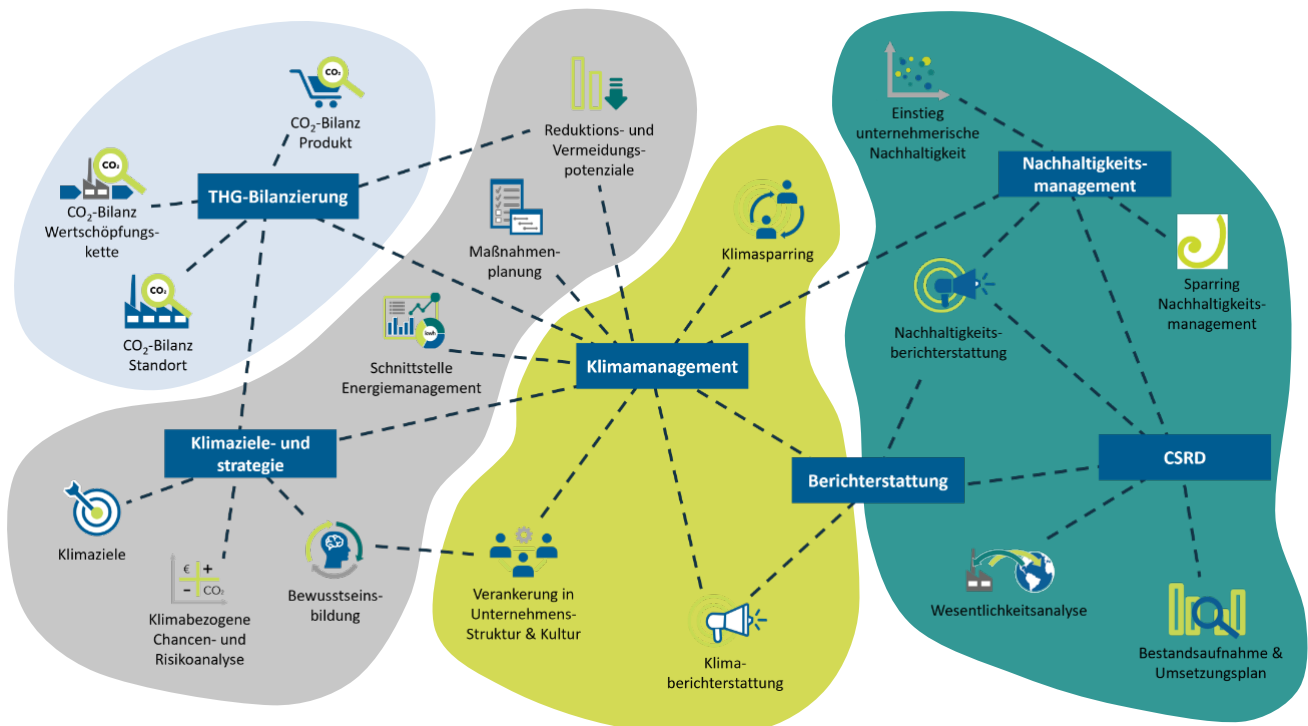 CO₂
CO₂-Bilanz
Produkt
CO₂
CO₂-Bilanz
Wertschöpfungs-
kette
THG-Bilanzierung
CO₂
CO₂-Bilanz
Standort
Reduktions- und
Vermeidungs-
potenziale
Maßnahmen-
planung
kwh
Schnittstelle
Energiemanagement
Klimaziele- und
strategie
Klimaziele
€ +
− CO₂
Klimabezogene
Chancen- und
Risikoanalyse
Bewusstseins-
bildung
Klimasparring
Klimamanagement
Verankerung in
Unternehmens-
Struktur & Kultur
Klima-
berichterstattung
Berichterstattung
Einstieg
unternehmerische
Nachhaltigkeit
Nachhaltigkeits-
management
Sparring
Nachhaltigkeits-
management
Nachhaltigkeits-
berichterstattung
CSRD
Wesentlichkeitsanalyse
Bestandsaufnahme &
Umsetzungsplan